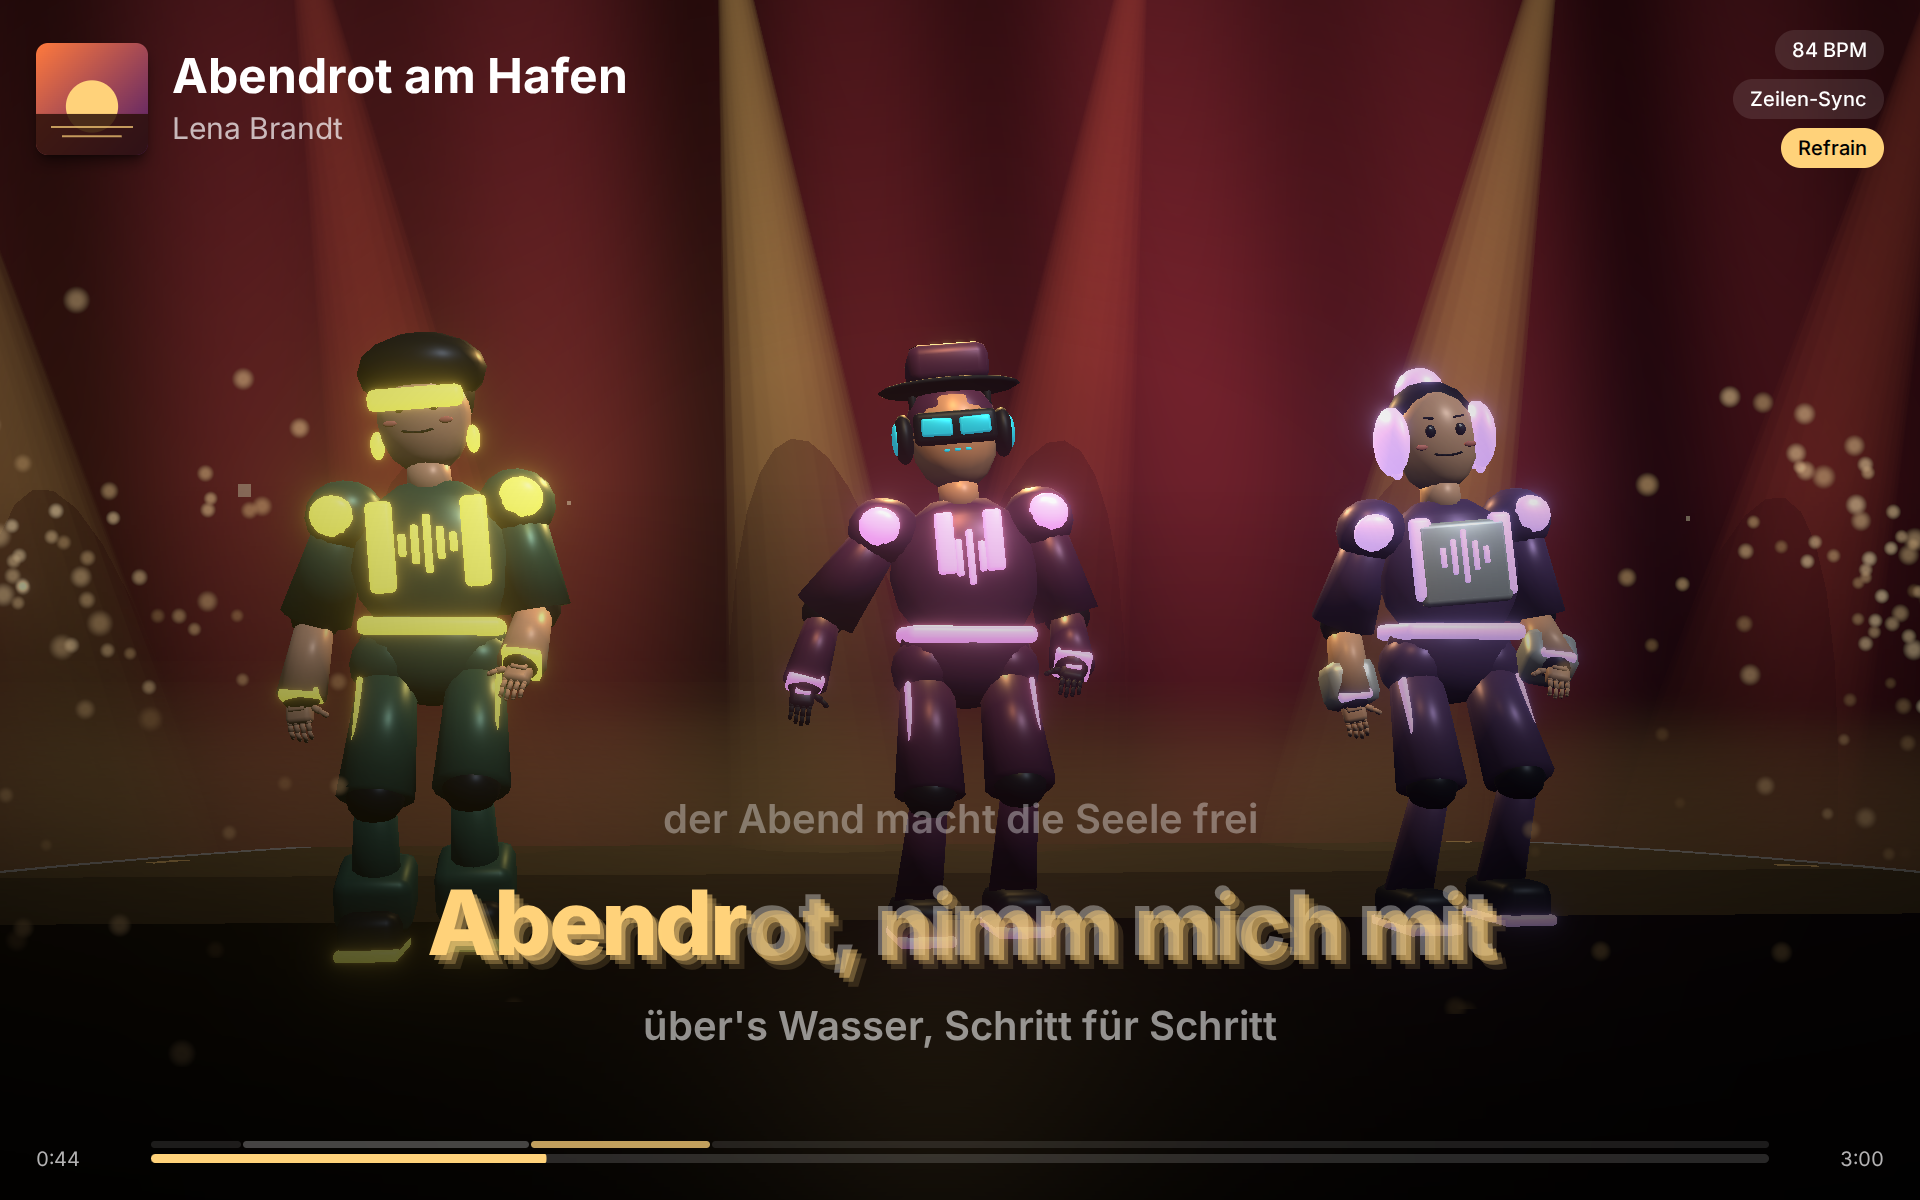 Abendrot am Hafen
Lena Brandt
84 BPM
Zeilen-Sync
Refrain
der Abend macht die Seele frei
Abendrot, nimm mich mit
über's Wasser, Schritt für Schritt
0:44
3:00